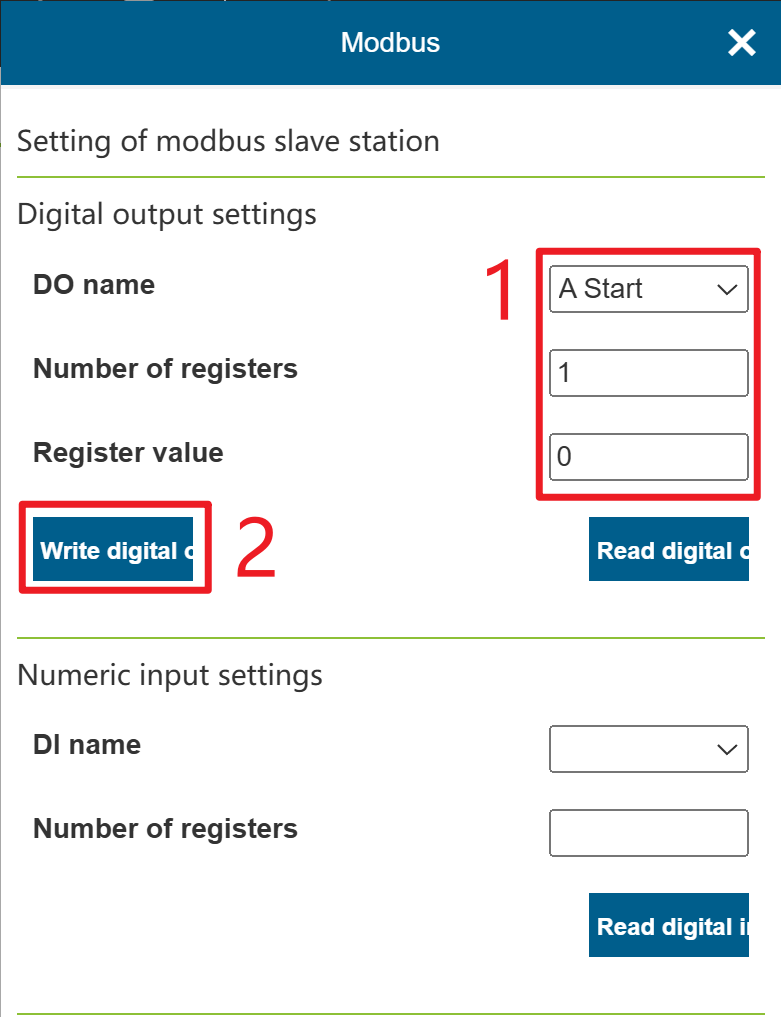 Modbus
Setting of modbus slave station
Digital output settings
DO name
1
A Start
Number of registers
1
Register value
0
Write digital
2
Read digital
Numeric input settings
DI name
Number of registers
Read digital